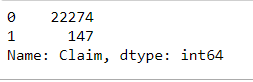 0    22274
1      147
Name: Claim, dtype: int64